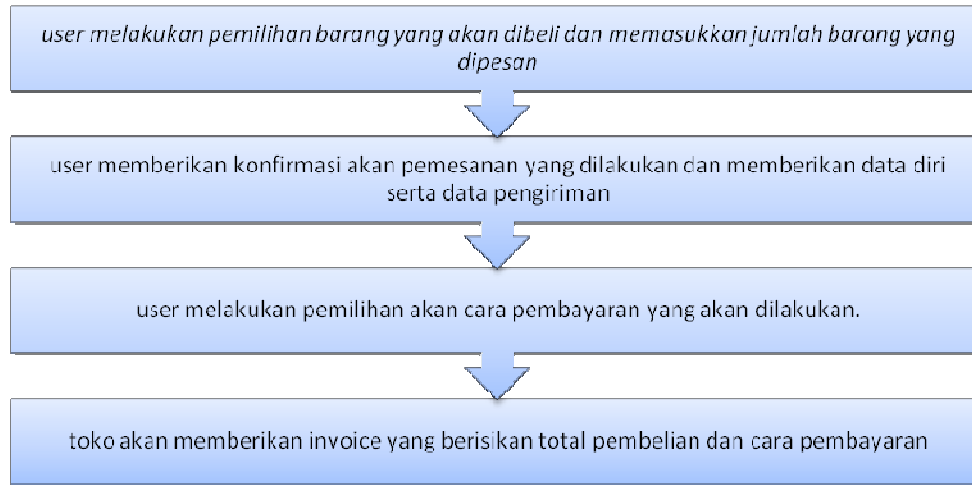 user melakukan pemilihan barang yang akan dibeli dan memasukkan jumlah barang yang
dipesan
user memberikan konfirmasi akan pemesanan yang dilakukan dan memberikan data diri
serta data pengiriman
user melakukan pemilihan akan cara pembayaran yang akan dilakukan.
toko akan memberikan invoice yang berisikan total pembelian dan cara pembayaran